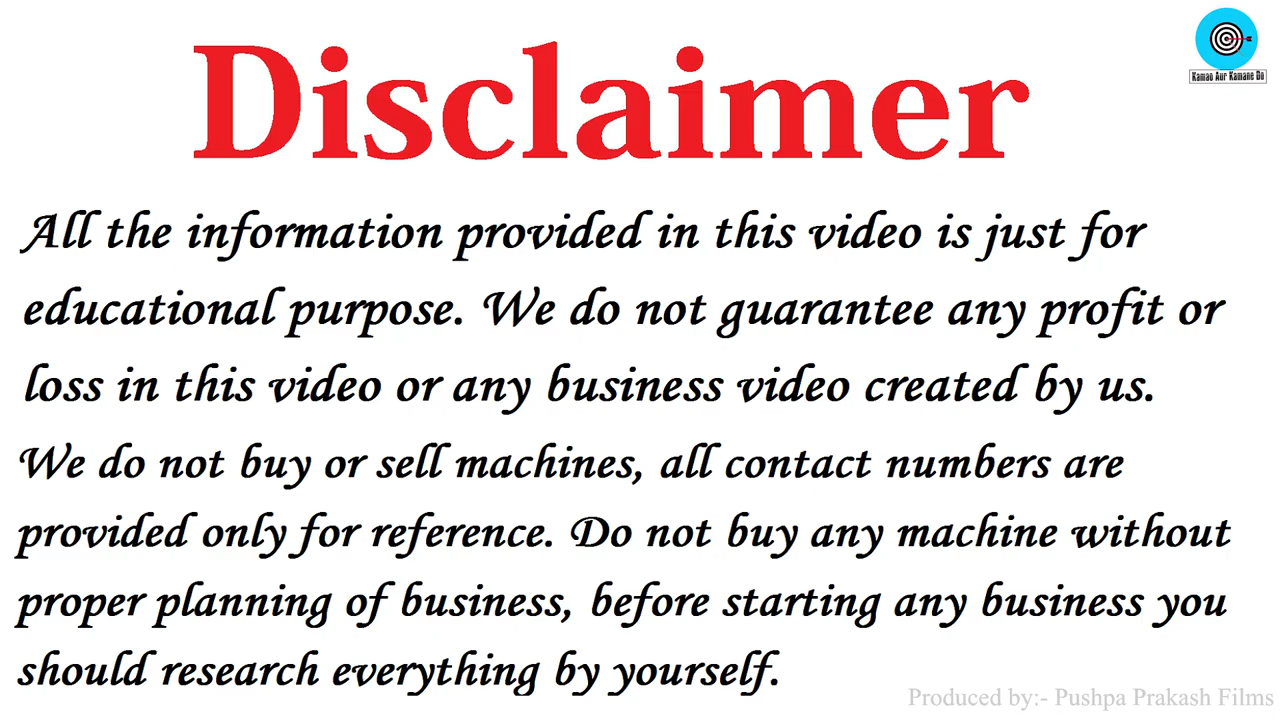 Kamao Aur Kamane Do
Disclaimer
All the information provided in this video is just for
educational purpose. We do not guarantee any profit or
loss in this video or any business video created by us.
We do not buy or sell machines, all contact numbers are
provided only for reference. Do not buy any machine without
proper planning of business, before starting any business you
should research everything by yourself.
Produced by:- Pushpa Prakash Films